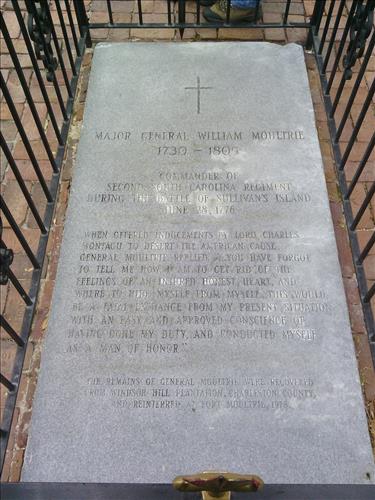 MAJOR GENERAL WILLIAM MOULTRIE
1730 - 1805
COMMANDER OF
SECOND SOUTH CAROLINA REGIMENT
DURING THE BATTLE OF SULLIVAN'S ISLAND
JUNE 28, 1776
WHEN OFFERED INDUCEMENTS BY LORD CHARLES
MONTAGU TO DESERT THE AMERICAN CAUSE,
GENERAL MOULTRIE REPLIED "YOU HAVE FORGOT
TO TELL ME HOW I AM TO GET RID OF THE
FEELINGS OF AN INJURED HONEST HEART, AND
WHERE TO HIDE MYSELF FROM MYSELF. THIS WOULD
BE A FATAL EXCHANGE FROM MY PRESENT SITUATION
WITH AN EASY AND APPROVED CONSCIENCE OF
HAVING DONE MY DUTY, AND CONDUCTED MYSELF
AS A MAN OF HONOR."
THE REMAINS OF GENERAL MOULTRIE WERE RECOVERED
FROM WINDSOR HILL PLANTATION, CHARLESTON COUNTY,
AND REINTERRED AT FORT MOULTRIE, 1978.